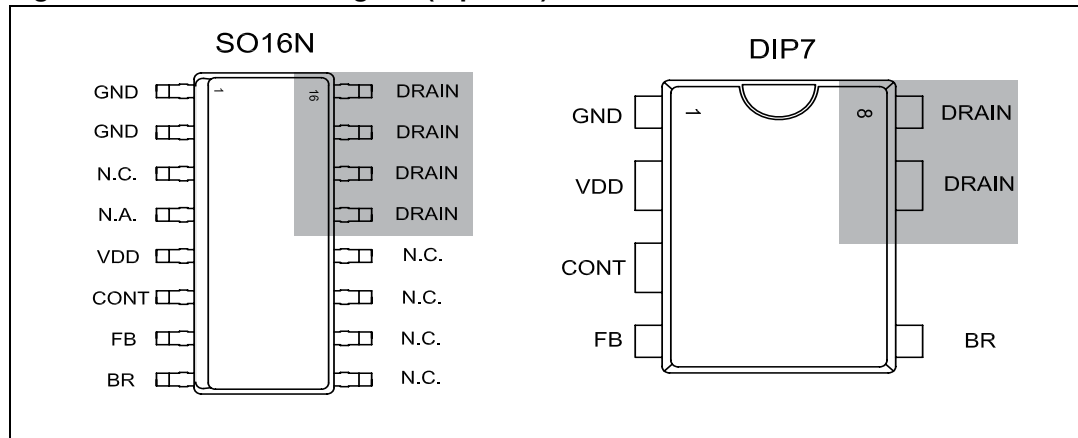 SO16N
GND 1 16 DRAIN
GND DRAIN
N.C. DRAIN
N.A. DRAIN
VDD N.C.
CONT N.C.
FB N.C.
BR N.C.
DIP7
GND 1 8 DRAIN
VDD DRAIN
CONT
FB BR